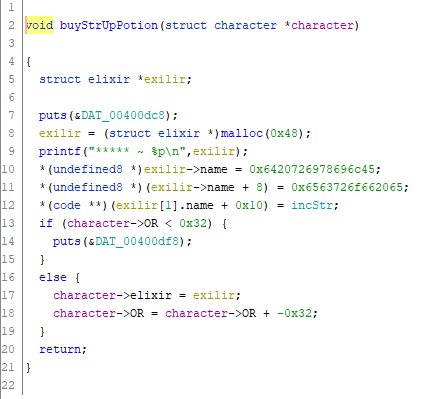 1
2 void buyStrUpPotion(struct character *character)
3
4 {
5 struct elixir *exilir;
6
7 puts(&DAT_00400dc8);
8 exilir = (struct elixir *)malloc(0x48);
9 printf("***** ~ %p\n",exilir);
10 *(undefined8 *)exilir->name = 0x6420726978696c45;
11 *(undefined8 *)(exilir->name + 8) = 0x6563726f662065;
12 *(code **)(exilir[1].name + 0x10) = incStr;
13 if (character->OR < 0x32) {
14 puts(&DAT_00400df8);
15 }
16 else {
17 character->elixir = exilir;
18 character->OR = character->OR + -0x32;
19 }
20 return;
21 }
22